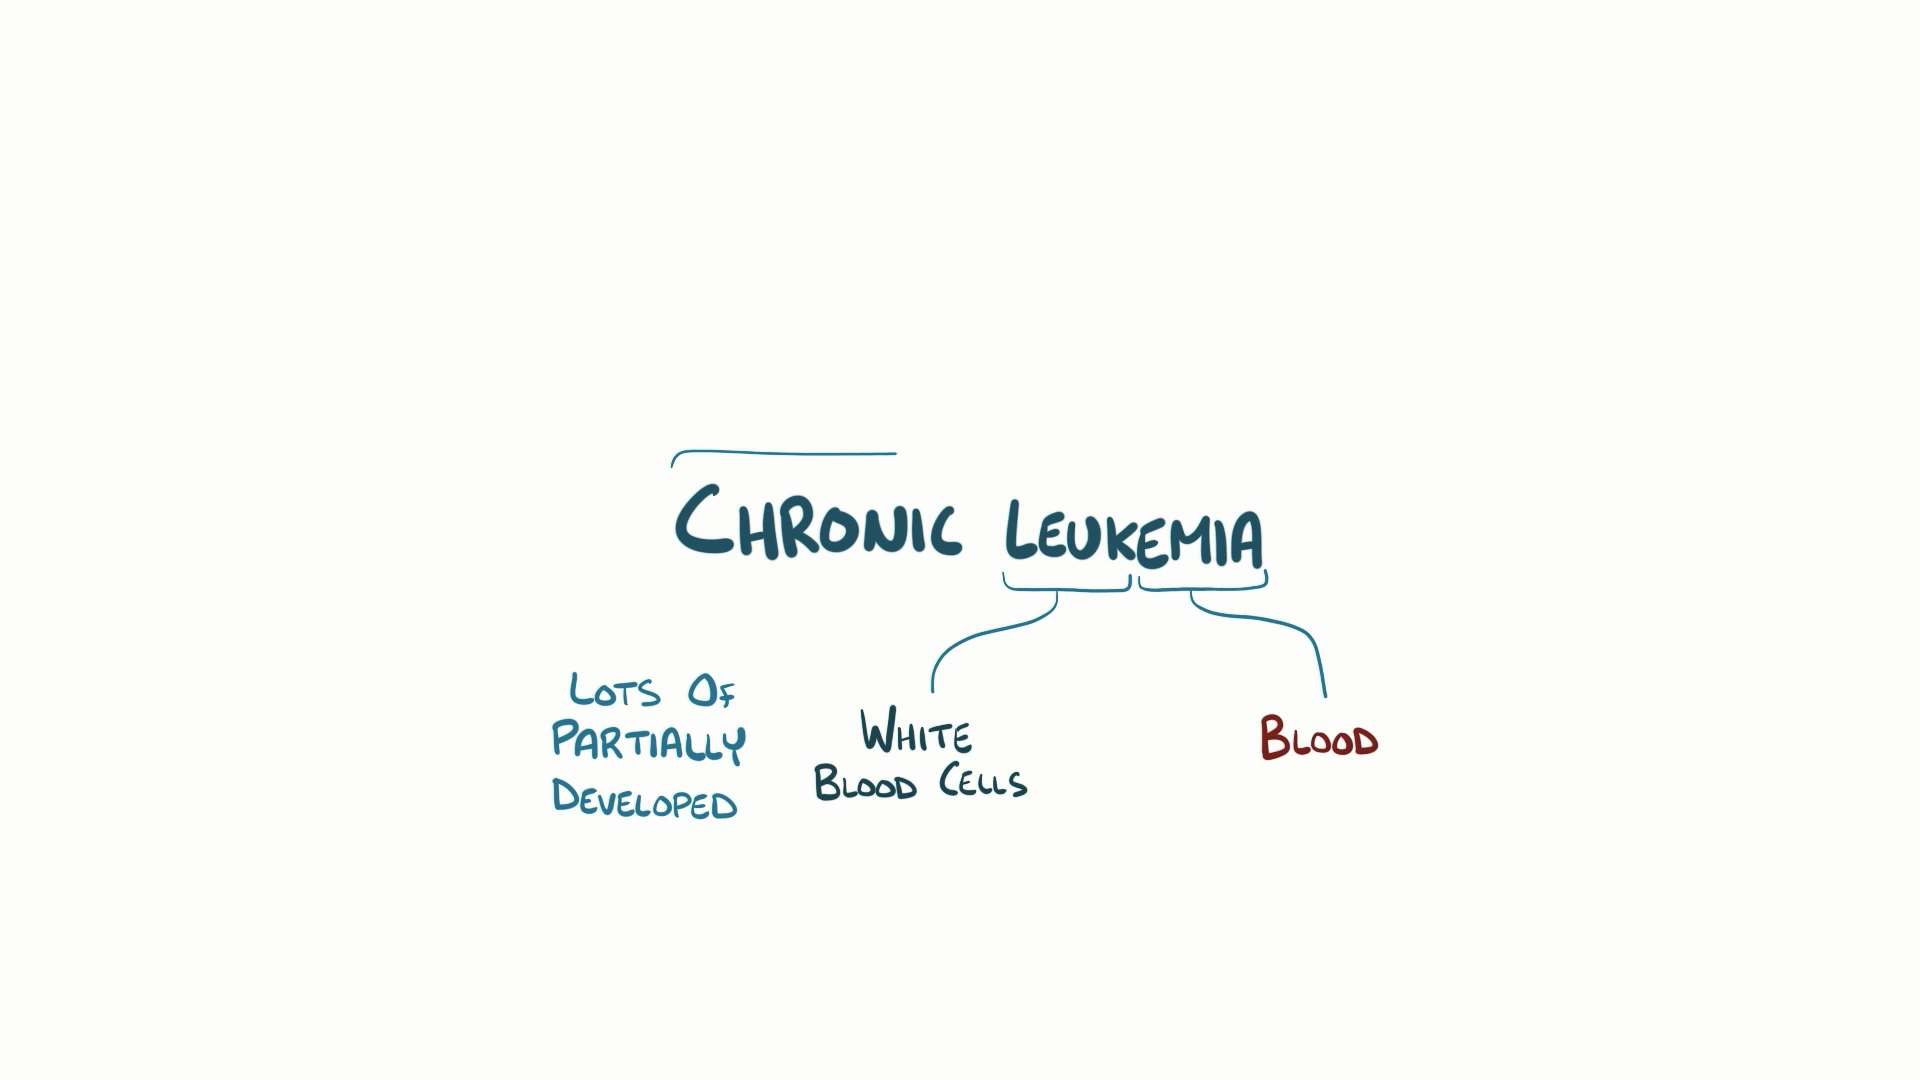 Chronic Leukemia
Lots Of
Partially
Developed
White
Blood Cells
Blood